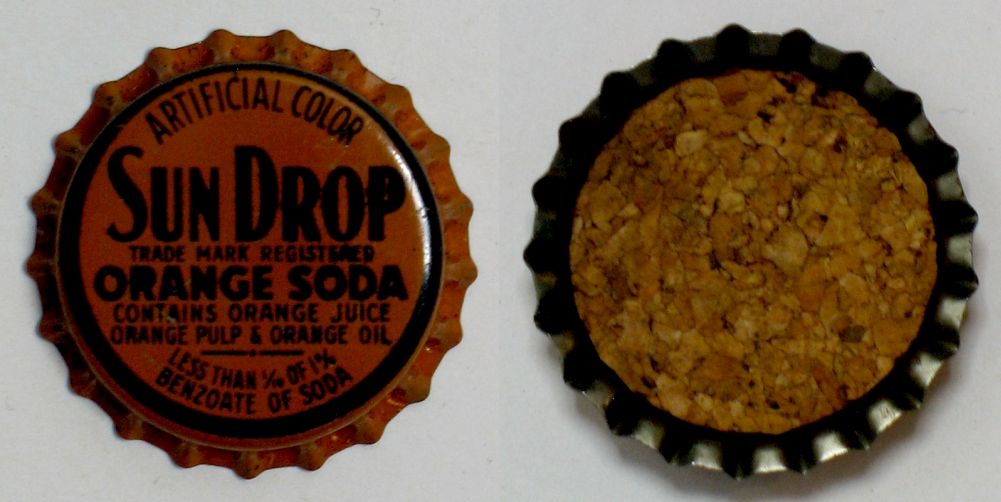 ARTIFICIAL COLOR
SUN DROP
TRADE MARK REGISTERED
ORANGE SODA
CONTAINS ORANGE JUICE
ORANGE PULP & ORANGE OIL
LESS THAN 1/10 OF 1%
BENZOATE OF SODA